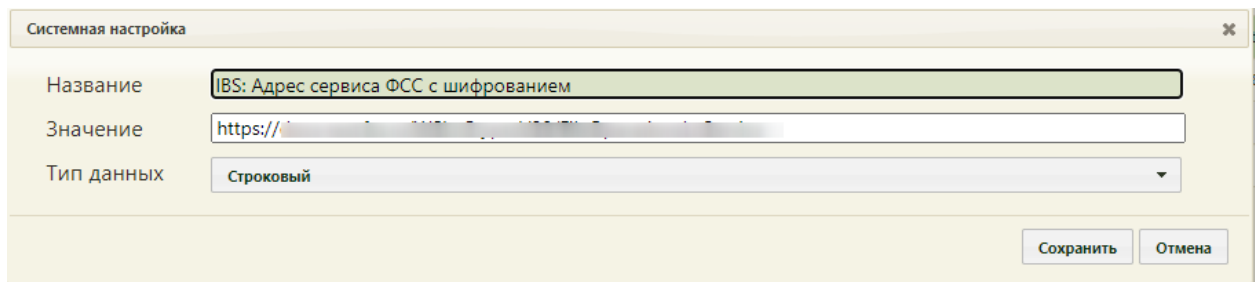 Системная настройка
Название
IBS: Адрес сервиса ФСС с шифрованием
Значение
https://
Тип данных
Строковый
Сохранить Отмена